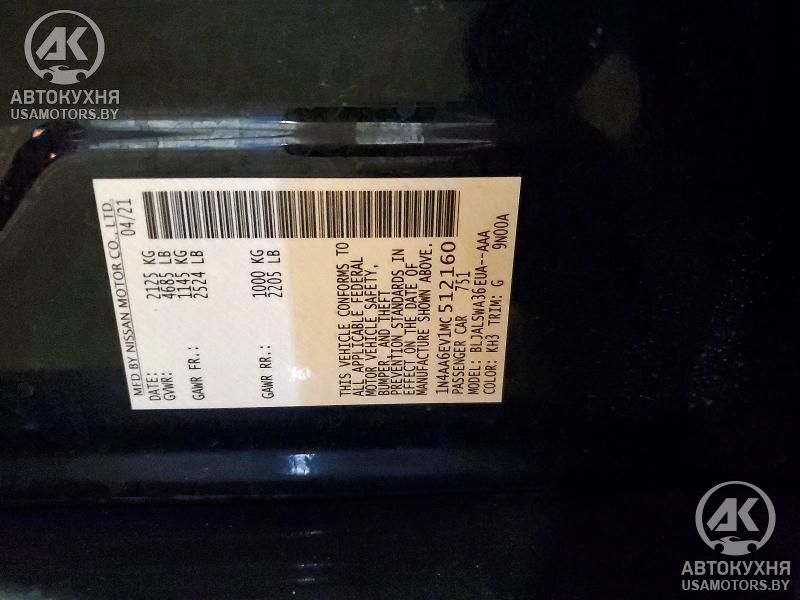 АК
АВТОКУХНЯ
USAMOTORS.BY
MFD BY NISSAN MOTOR CO., LTD.
DATE: 04/21
GVWR: 2125 KG
4685 LB
GAWR FR.: 1145 KG
2524 LB
GAWR RR.: 1000 KG
2205 LB
THIS VEHICLE CONFORMS TO
ALL APPLICABLE FEDERAL
MOTOR VEHICLE SAFETY,
BUMPER, AND THEFT
PREVENTION STANDARDS IN
EFFECT ON THE DATE OF
MANUFACTURE SHOWN ABOVE.
1N4AA6EV1MC512160
PASSENGER CAR 751
MODEL: BLJALSWA36EUA--AAA
COLOR: KH3 TRIM: G 9N00A
АК
АВТОКУХНЯ
USAMOTORS.BY